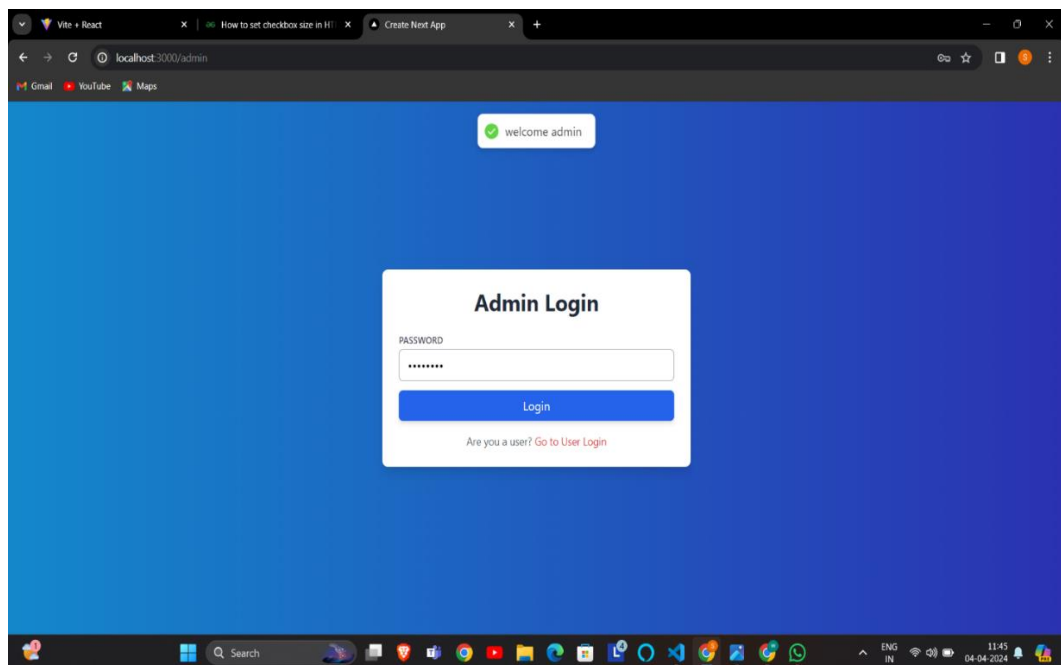 Vite + React
How to set checkbox size in HT
Create Next App
localhost:3000/admin
Gmail YouTube Maps
welcome admin
Admin Login
PASSWORD
Login
Are you a user? Go to User Login
Search
ENG
IN
11:45
04-04-2024